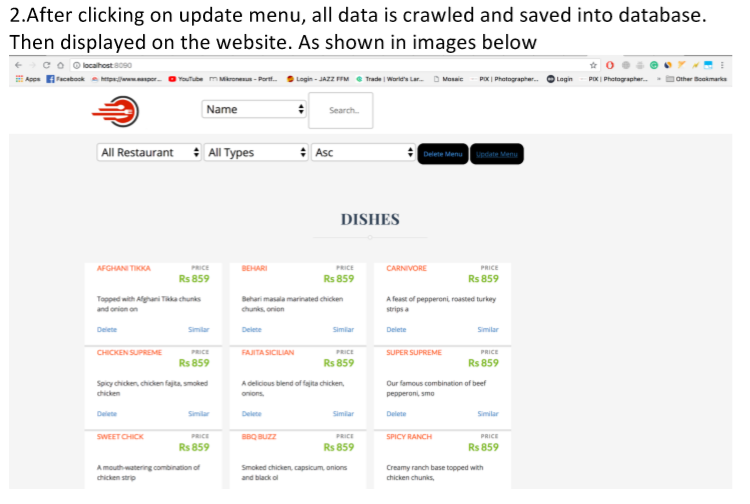 2.After clicking on update menu, all data is crawled and saved into database.
Then displayed on the website. As shown in images below
localhost:8090
Apps Facebook https://www.easpor... YouTube Mikronexus - Portf... Login - JAZZ FFM Trade | World's Lar... Mosaic PIX | Photographer... Login PIX | Photographer... » Other Bookmarks
Name Search..
All Restaurant All Types Asc Delete Menu Update Menu
DISHES
AFGHANI TIKKA PRICE BEHARI PRICE CARNIVORE PRICE
Rs 859 Rs 859 Rs 859
Topped with Afghani Tikka chunks Behari masala marinated chicken A feast of pepperoni, roasted turkey
and onion on chunks, onion strips a
Delete Similar Delete Similar Delete Similar
CHICKEN SUPREME PRICE FAJITA SICILIAN PRICE SUPER SUPREME PRICE
Rs 859 Rs 859 Rs 859
Spicy chicken, chicken fajita, smoked A delicious blend of fajita chicken, Our famous combination of beef
chicken onions, pepperoni, smo
Delete Similar Delete Similar Delete Similar
SWEET CHICK PRICE BBQ BUZZ PRICE SPICY RANCH PRICE
Rs 859 Rs 859 Rs 859
A mouth-watering combination of Smoked chicken, capsicum, onions Creamy ranch base topped with
chicken strip and black ol chicken chunks,